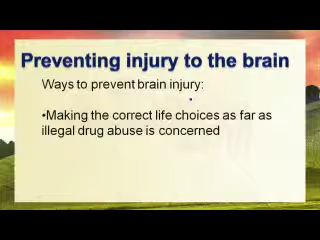 Preventing injury to the brain
Ways to prevent brain injury:
•Making the correct life choices as far as
illegal drug abuse is concerned